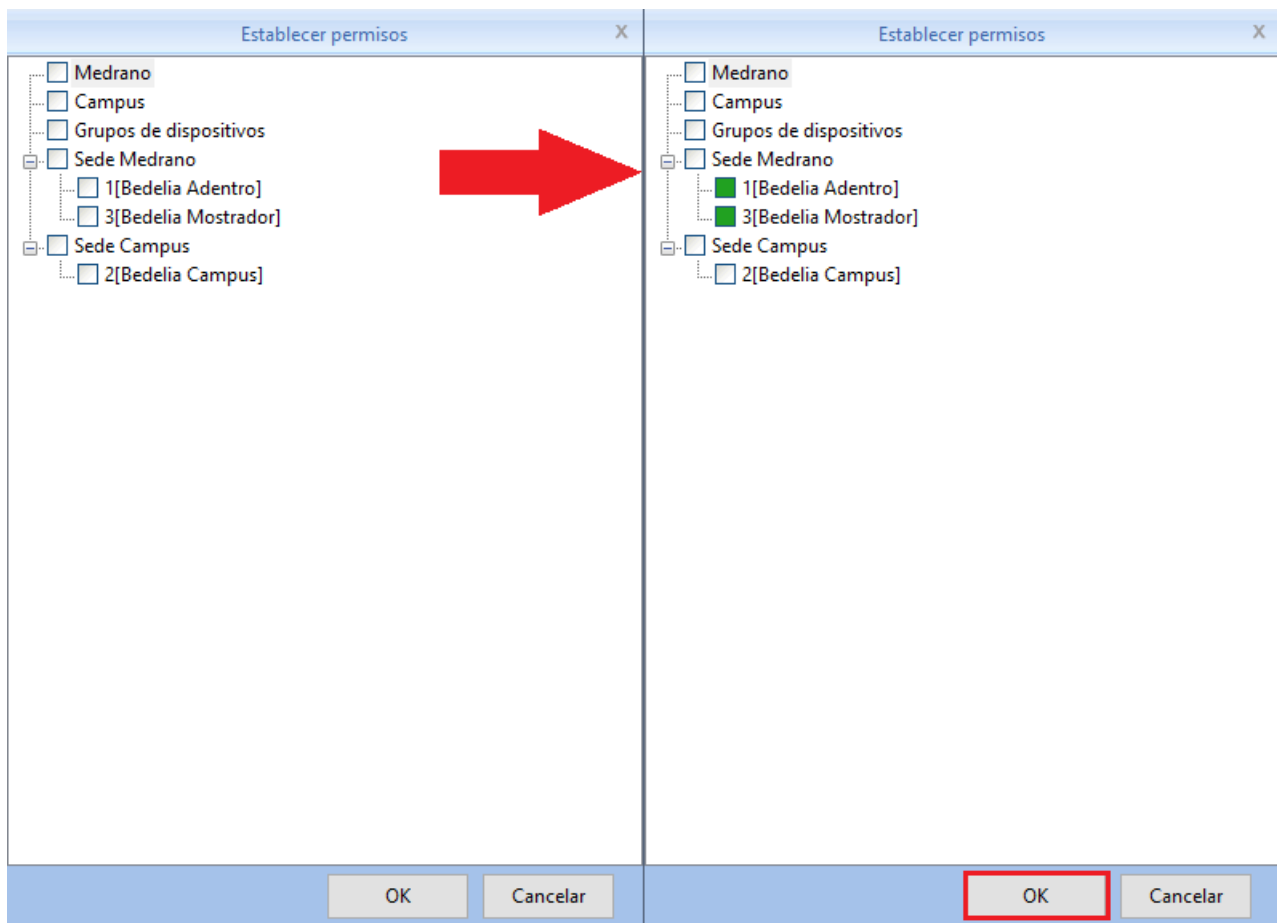 Establecer permisos X
Medrano
Campus
Grupos de dispositivos
Sede Medrano
1[Bedelia Adentro]
3[Bedelia Mostrador]
Sede Campus
2[Bedelia Campus]
OK Cancelar
Establecer permisos X
Medrano
Campus
Grupos de dispositivos
Sede Medrano
1[Bedelia Adentro]
3[Bedelia Mostrador]
Sede Campus
2[Bedelia Campus]
OK Cancelar